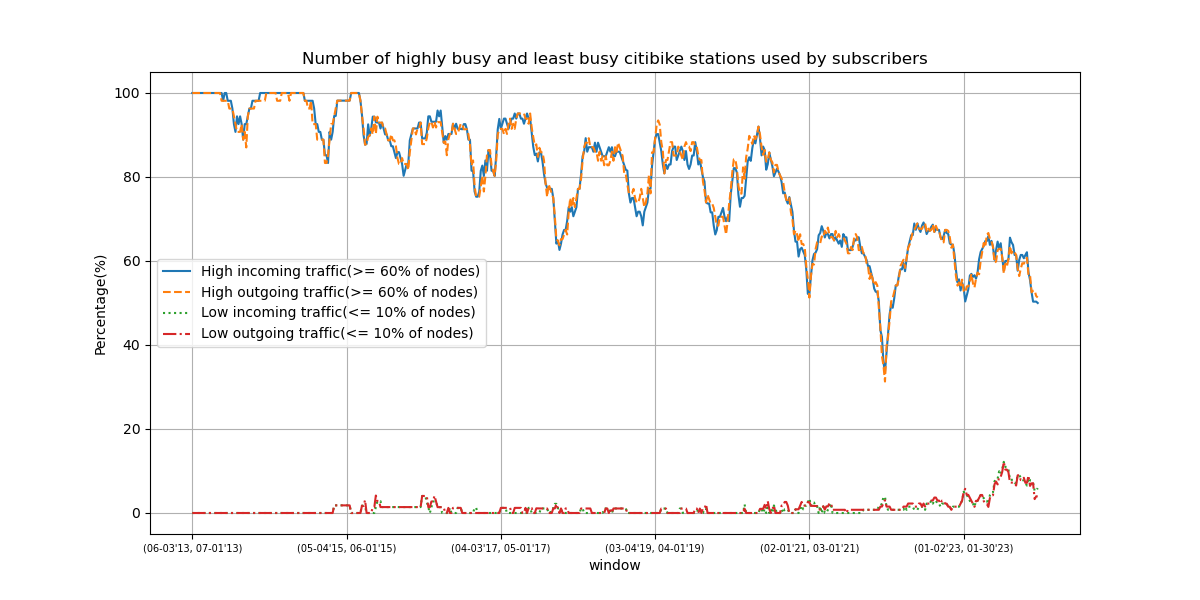 Number of highly busy and least busy citibike stations used by subscribers
Percentage(%)
100
80
60
40
20
0
High incoming traffic(>= 60% of nodes)
High outgoing traffic(>= 60% of nodes)
Low incoming traffic(<= 10% of nodes)
Low outgoing traffic(<= 10% of nodes)
(06-03'13, 07-01'13) (05-04'15, 06-01'15) (04-03'17, 05-01'17) (03-04'19, 04-01'19) (02-01'21, 03-01'21) (01-02'23, 01-30'23)
window